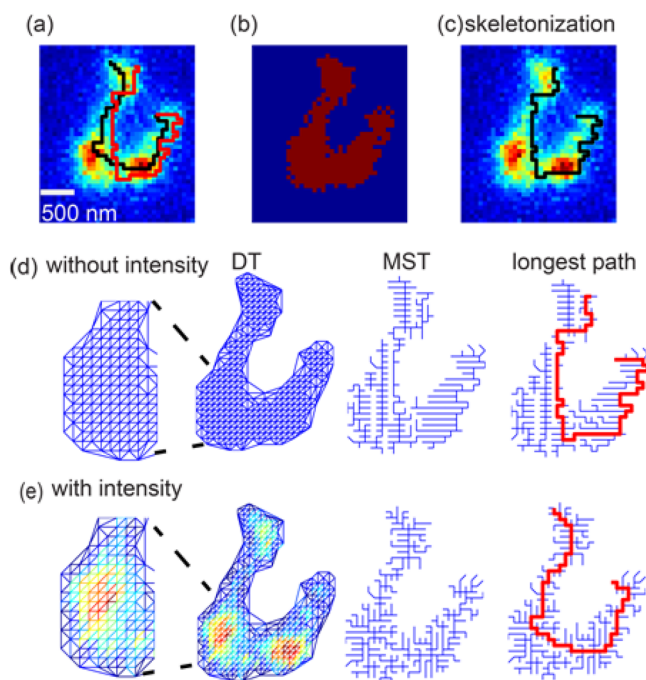 (a)
(b)
(c)skeletonization
500 nm
(d) without intensity
DT
MST
longest path
(e) with intensity